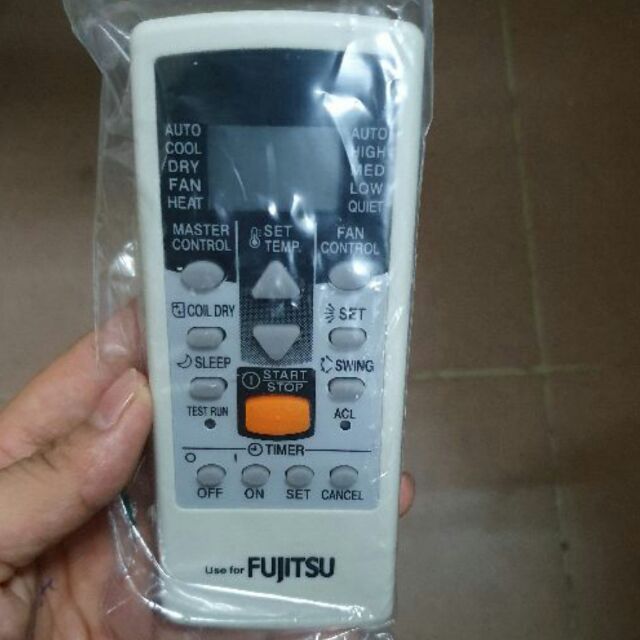 AUTO
COOL
DRY
FAN
HEAT
AUTO
HIGH
MED
LOW
QUIET
MASTER
CONTROL
SET
TEMP.
FAN
CONTROL
COIL DRY
SET
SLEEP
SWING
START
STOP
TEST RUN
ACL
TIMER
OFF
ON
SET
CANCEL
Use for FUJITSU